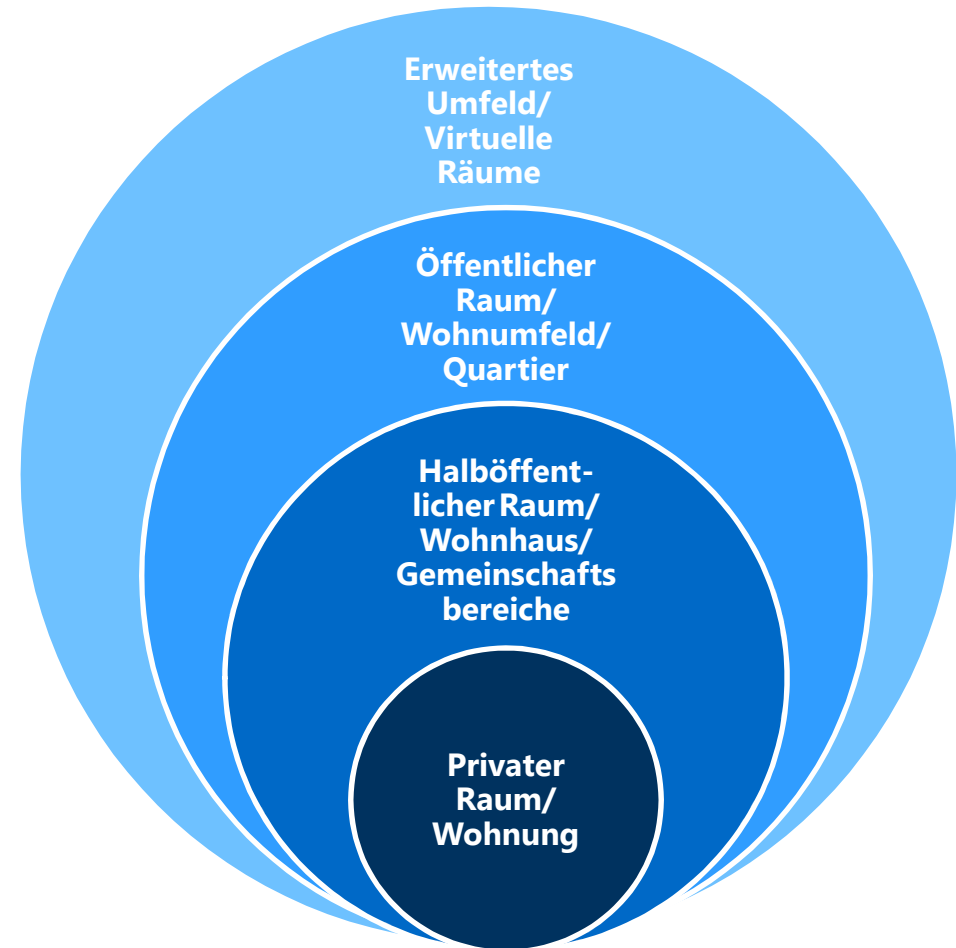 Erweitertes
Umfeld/
Virtuelle
Räume
Öffentlicher
Raum/
Wohnumfeld/
Quartier
Halböffent-
licher Raum/
Wohnhaus/
Gemeinschafts
bereiche
Privater
Raum/
Wohnung